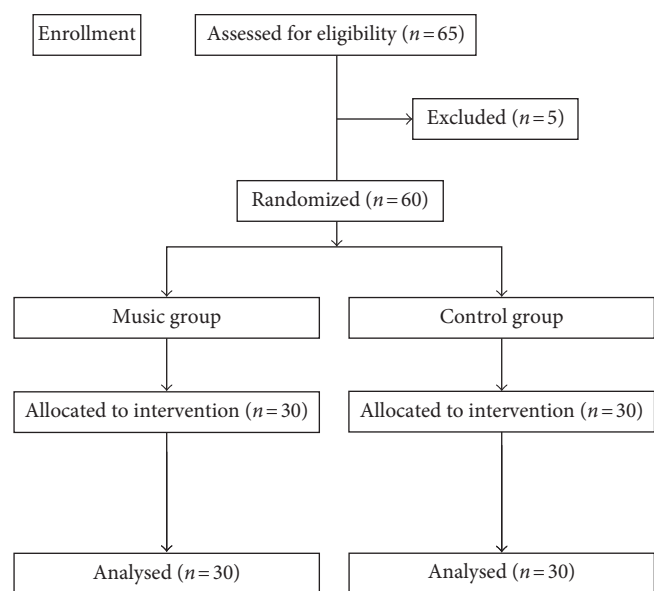 Enrollment
Assessed for eligibility (n=65)
Excluded (n=5)
Randomized (n=60)
Music group
Control group
Allocated to intervention (n=30)
Allocated to intervention (n=30)
Analysed (n=30)
Analysed (n=30)